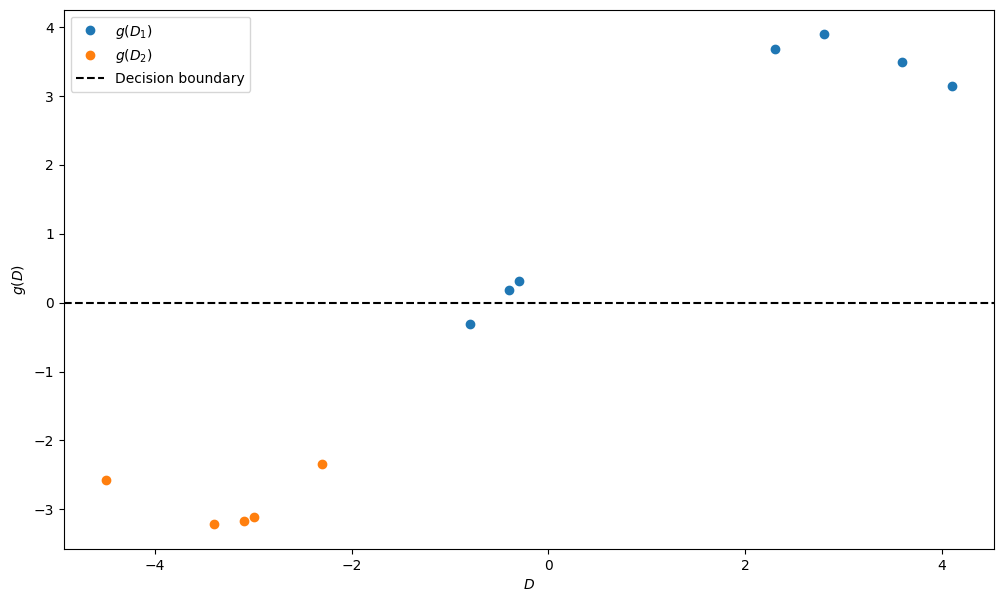 g(D₁)
g(D₂)
Decision boundary
4
3
2
1
0
−1
−2
−3
g(D)
−4
−2
0
2
4
D